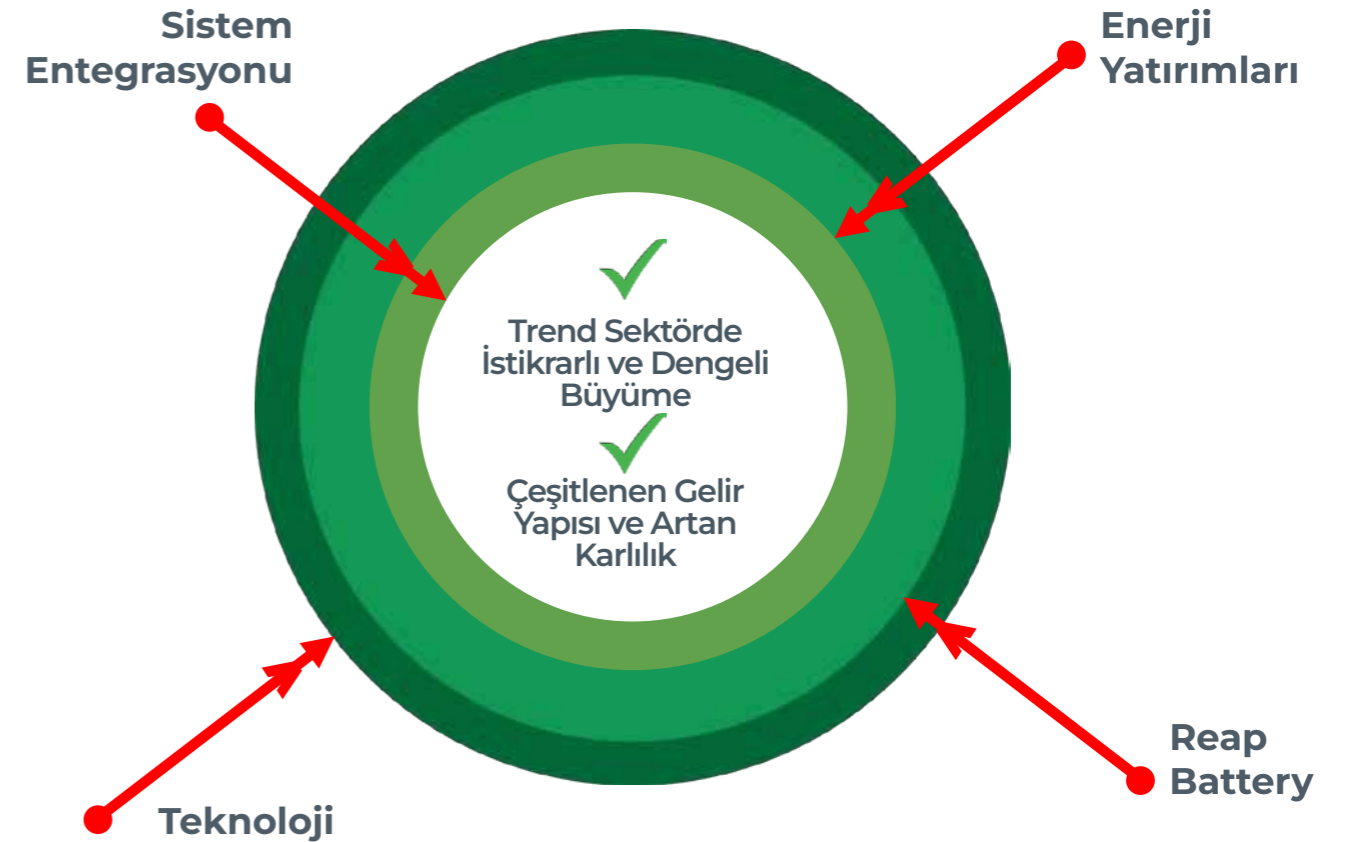 Sistem
Entegrasyonu
Enerji
Yatırımları
Trend Sektörde
İstikrarlı ve Dengeli
Büyüme
Çeşitlenen Gelir
Yapısı ve Artan
Karlılık
Reap
Battery
Teknoloji